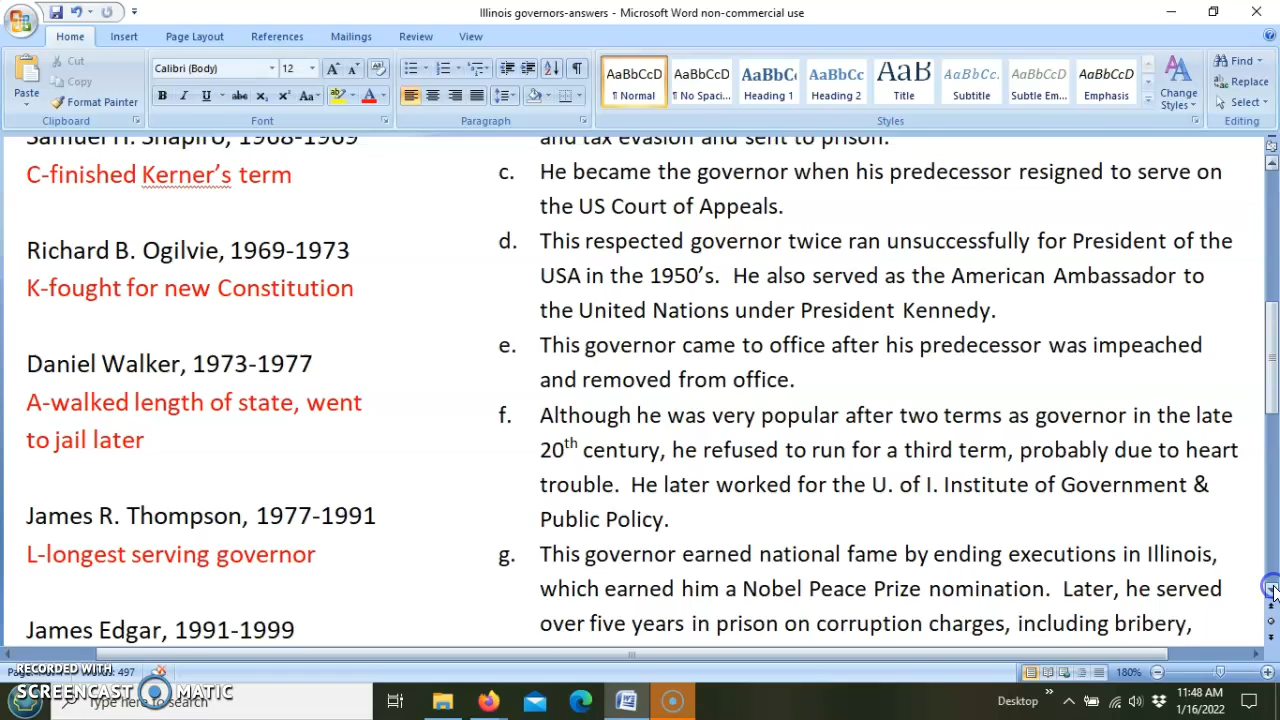 Illinois governors-answers - Microsoft Word non-commercial use
Home Insert Page Layout References Mailings Review View
Paste
Cut
Copy
Format Painter
Clipboard
Calibri (Body) 12
Font
Paragraph
AaBbCcD AaBbCcD AaBbC AaBbCc AaB AaBbCc. AaBbCcD AaBbCcD
¶ Normal ¶ No Spaci... Heading 1 Heading 2 Title Subtitle Subtle Em... Emphasis
Change Styles
Styles
Find
Replace
Select
Editing
Samuel H. Shapiro, 1968-1969
C-finished Kerner's term
Richard B. Ogilvie, 1969-1973
K-fought for new Constitution
Daniel Walker, 1973-1977
A-walked length of state, went
to jail later
James R. Thompson, 1977-1991
L-longest serving governor
James Edgar, 1991-1999
and tax evasion and sent to prison.
c. He became the governor when his predecessor resigned to serve on
the US Court of Appeals.
d. This respected governor twice ran unsuccessfully for President of the
USA in the 1950's. He also served as the American Ambassador to
the United Nations under President Kennedy.
e. This governor came to office after his predecessor was impeached
and removed from office.
f. Although he was very popular after two terms as governor in the late
20th century, he refused to run for a third term, probably due to heart
trouble. He later worked for the U. of I. Institute of Government &
Public Policy.
g. This governor earned national fame by ending executions in Illinois,
which earned him a Nobel Peace Prize nomination. Later, he served
over five years in prison on corruption charges, including bribery,
497
180%
RECORDED WITH
SCREENCAST MATIC
Type here to search
Desktop
11:48 AM
1/16/2022